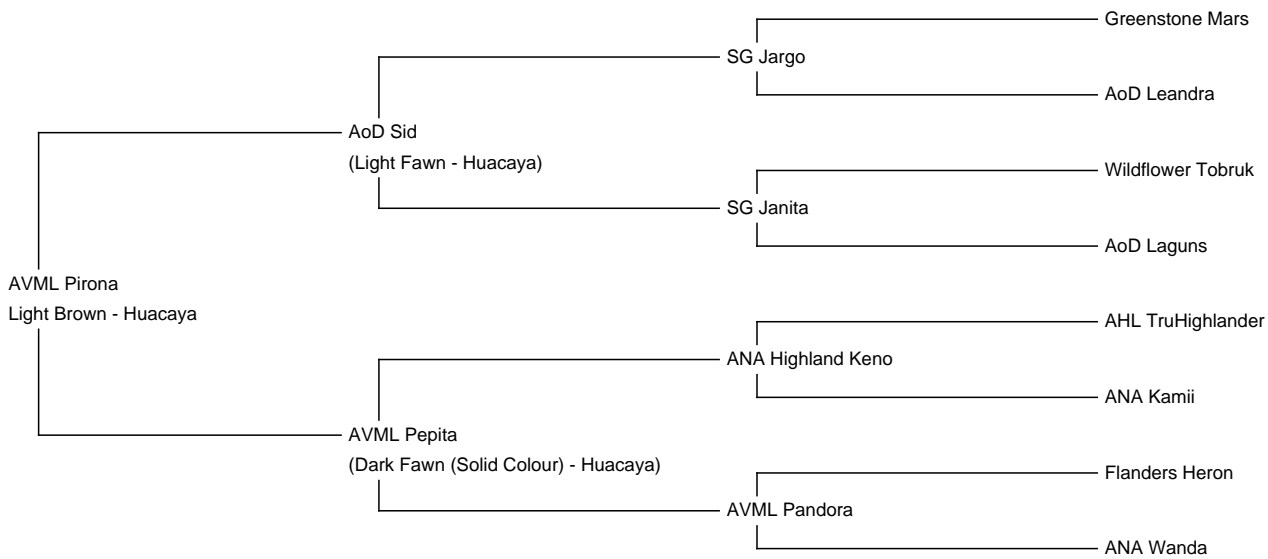 Greenstone Mars
SG Jargo
AoD Leandra
AoD Sid
(Light Fawn - Huacaya)
Wildflower Tobruk
SG Janita
AoD Laguns
AVML Pirona
Light Brown - Huacaya
AHL TruHighlander
ANA Highland Keno
ANA Kamii
AVML Pepita
(Dark Fawn (Solid Colour) - Huacaya)
Flanders Heron
AVML Pandora
ANA Wanda